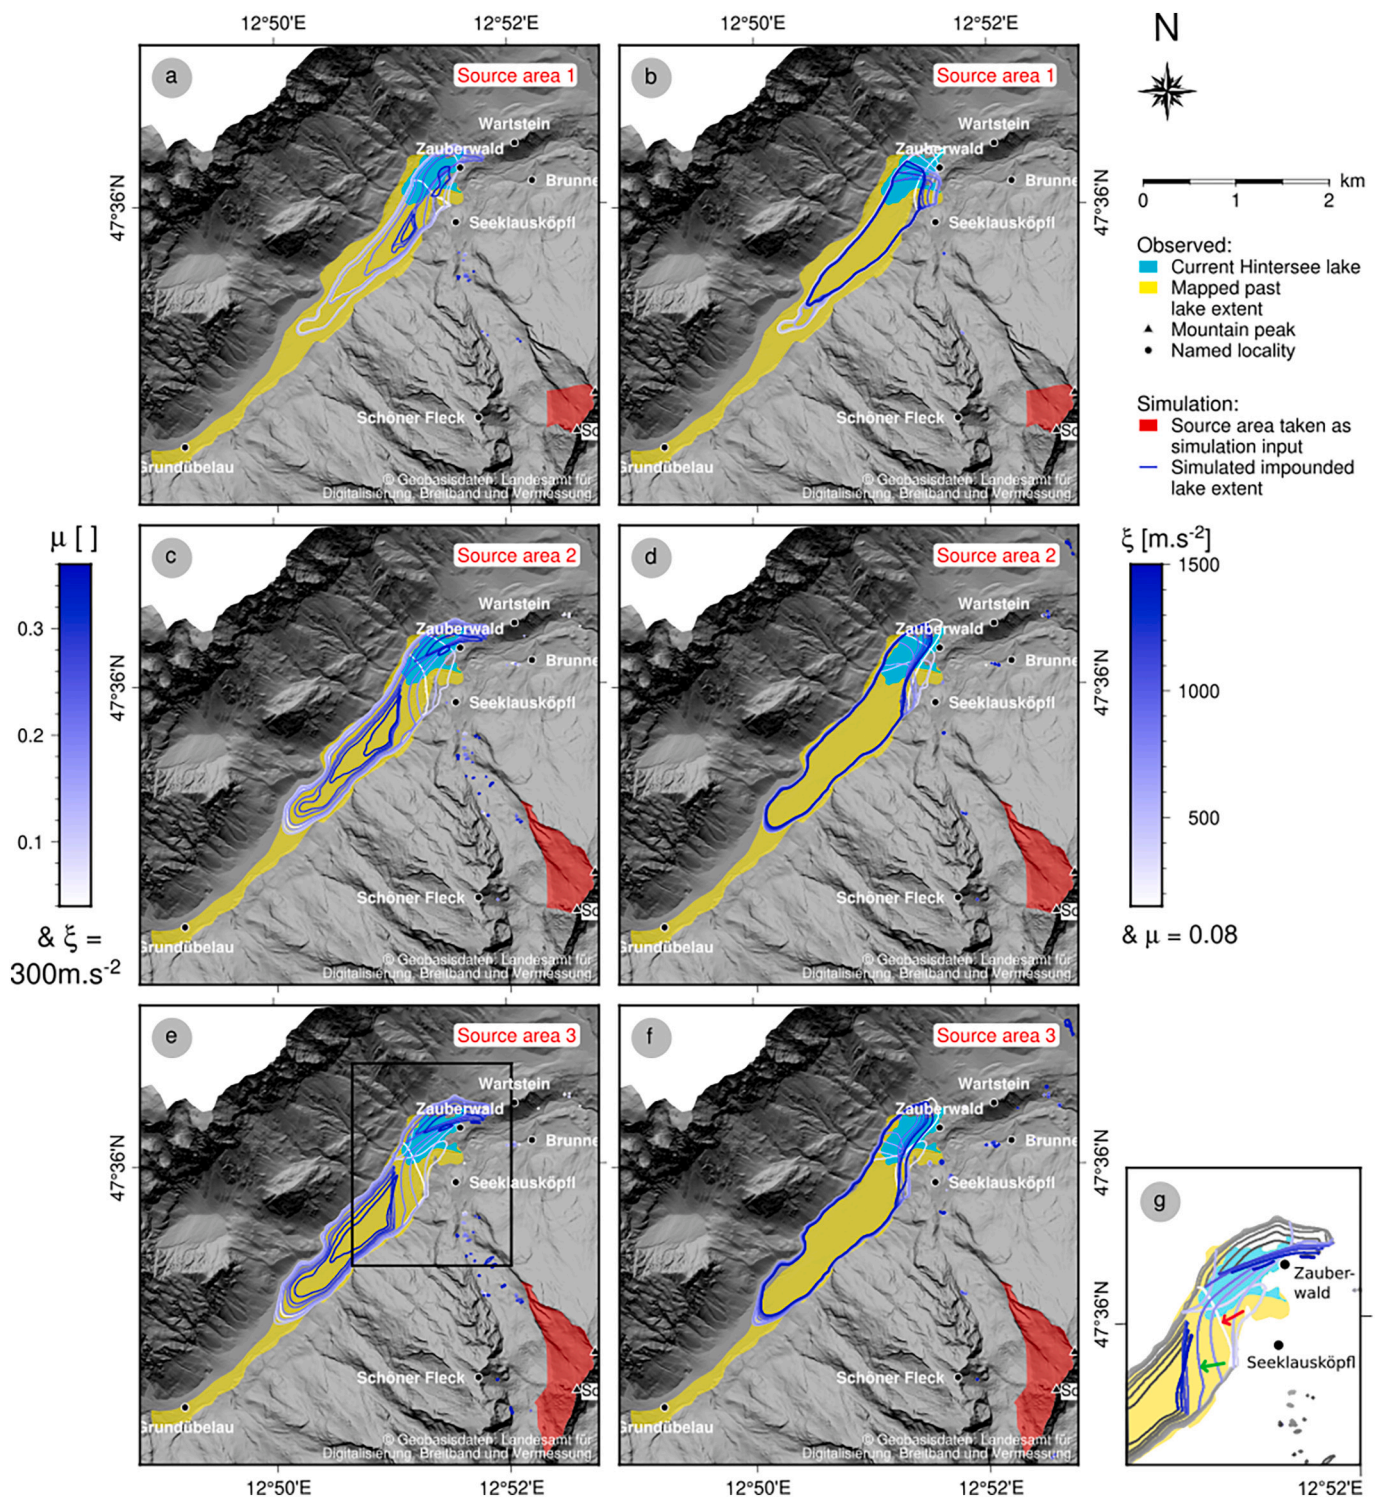 12°50'E
12°52'E
12°50'E
12°52'E
N
a
Source area 1
Wartstein
Zauberwald
Brunne
Seeklausköpfl
Schöner Fleck
Sc
Grundübelau
© Geobasisdaten: Landesamt für
Digitalisierung, Breitband und Vermessung
47°36'N
b
Source area 1
Wartstein
Zauberwald
Brunne
Seeklausköpfl
Schöner Fleck
Sc
Grundübelau
© Geobasisdaten: Landesamt für
Digitalisierung, Breitband und Vermessung
47°36'N
km
0 1 2
Observed:
Current Hintersee lake
Mapped past
lake extent
Mountain peak
Named locality
Simulation:
Source area taken as
simulation input
Simulated impounded
lake extent
μ [ ]
0.3
0.2
0.1
& ξ =
300m.s-2
c
Source area 2
Wartstein
Zauberwald
Brunne
Seeklausköpfl
Schöner Fleck
Sc
Grundübelau
© Geobasisdaten: Landesamt für
Digitalisierung, Breitband und Vermessung
47°36'N
d
Source area 2
Wartstein
Zauberwald
Brunne
Seeklausköpfl
Schöner Fleck
Sc
Grundübelau
© Geobasisdaten: Landesamt für
Digitalisierung, Breitband und Vermessung
47°36'N
ξ [m.s-2]
1500
1000
500
& μ = 0.08
e
Source area 3
Wartstein
Zauberwald
Brunne
Seeklausköpfl
Schöner Fleck
Sc
Grundübelau
© Geobasisdaten: Landesamt für
Digitalisierung, Breitband und Vermessung
47°36'N
f
Source area 3
Wartstein
Zauberwald
Brunne
Seeklausköpfl
Schöner Fleck
Sc
Grundübelau
© Geobasisdaten: Landesamt für
Digitalisierung, Breitband und Vermessung
47°36'N
g
Zauber-
wald
Seeklausköpfl
47°36'N
12°52'E
12°50'E
12°52'E
12°50'E
12°52'E